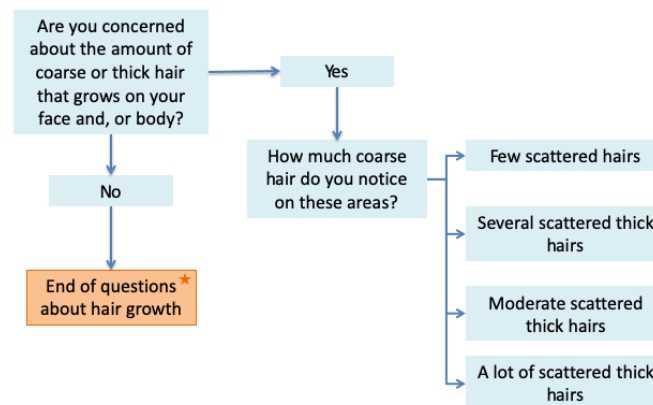 Are you concerned
about the amount of
coarse or thick hair
that grows on your
face and, or body?
Yes
No
How much coarse
hair do you notice
on these areas?
Few scattered hairs
Several scattered thick
hairs
Moderate scattered
thick hairs
A lot of scattered thick
hairs
End of questions
about hair growth